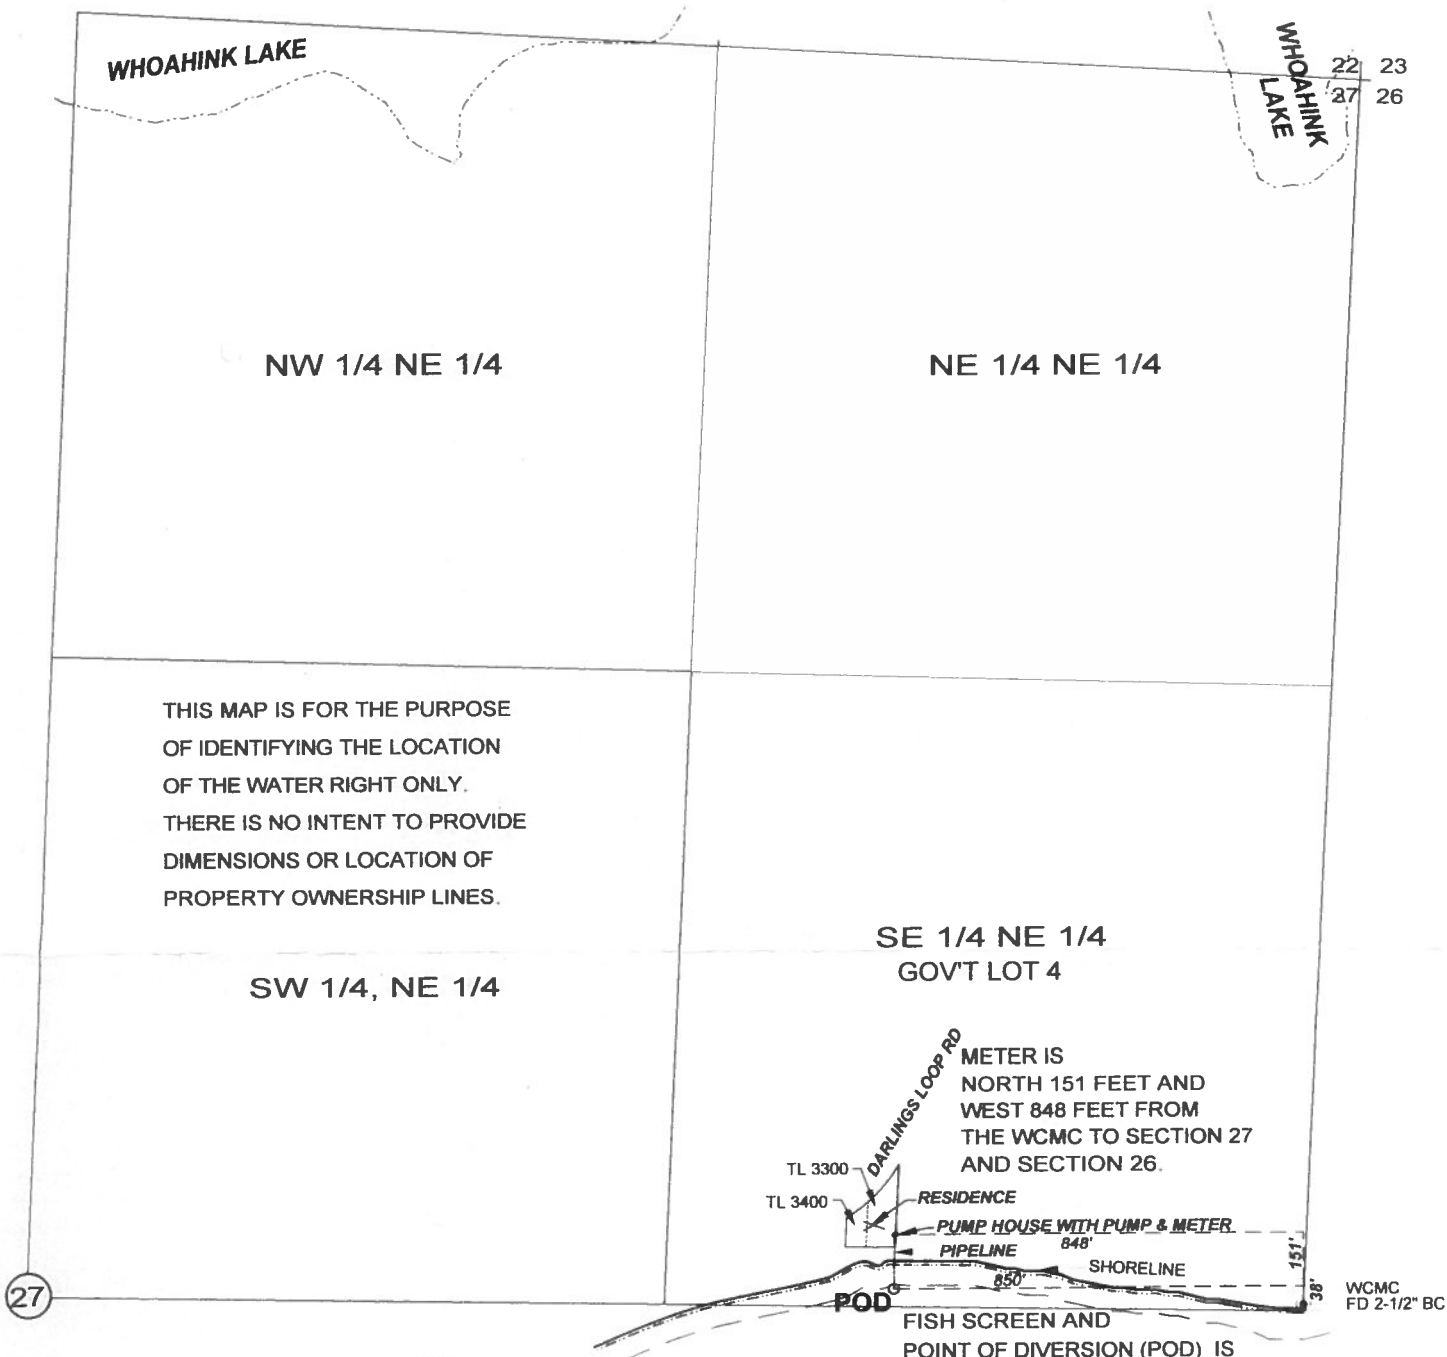 WHOAHINK LAKE
WHOAHINK
LAKE
22 23
27 26
NW 1/4 NE 1/4
NE 1/4 NE 1/4
THIS MAP IS FOR THE PURPOSE
OF IDENTIFYING THE LOCATION
OF THE WATER RIGHT ONLY.
THERE IS NO INTENT TO PROVIDE
DIMENSIONS OR LOCATION OF
PROPERTY OWNERSHIP LINES.
SW 1/4, NE 1/4
SE 1/4 NE 1/4
GOV'T LOT 4
DARLINGS LOOP RD
METER IS
NORTH 151 FEET AND
WEST 848 FEET FROM
THE WCMC TO SECTION 27
AND SECTION 26.
TL 3300
TL 3400
RESIDENCE
PUMP HOUSE WITH PUMP & METER
848'
PIPELINE
SHORELINE
151'
850'
38'
WCMC
FD 2-1/2" BC
27
POD
FISH SCREEN AND
POINT OF DIVERSION (POD) IS